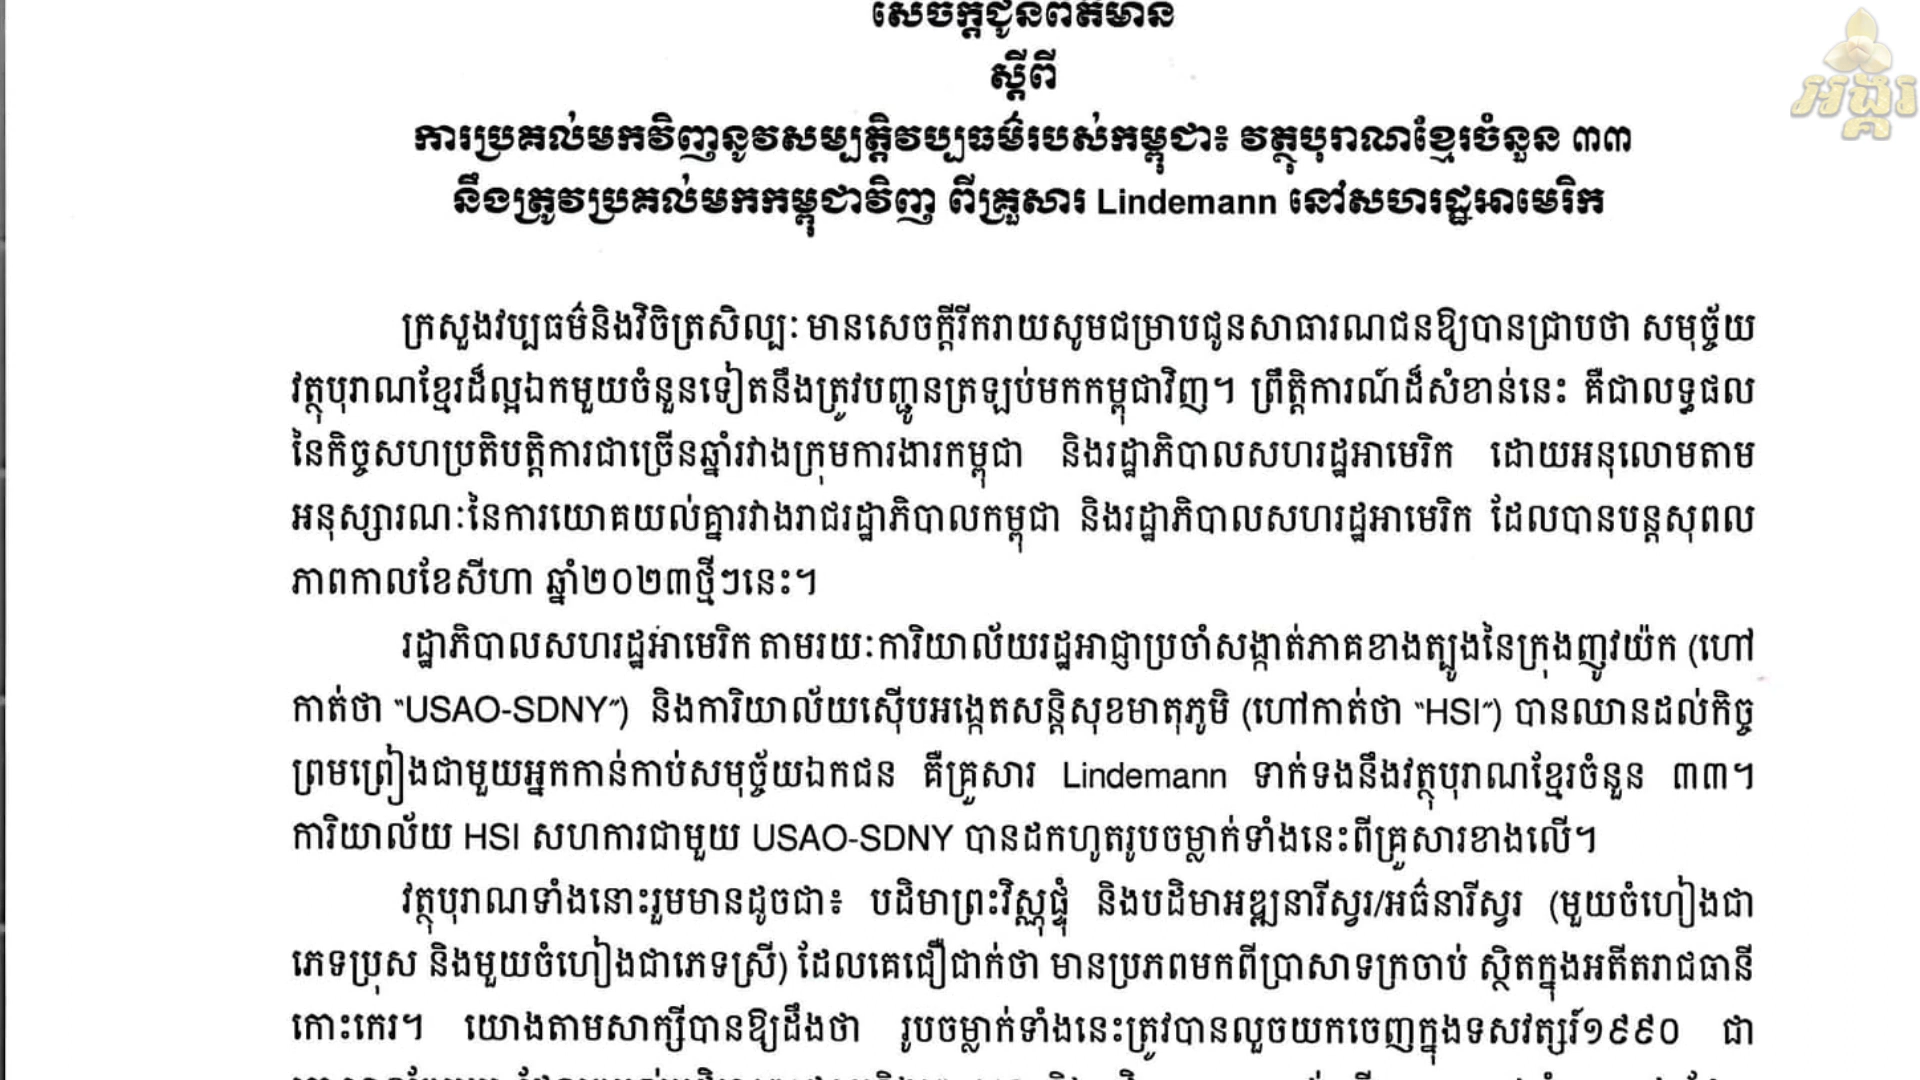 សេចក្តីជូនព័ត៌មាន
ស្តីពី
ការប្រគល់មកវិញនូវសម្បត្តិវប្បធម៌របស់កម្ពុជា៖ វត្ថុបុរាណខ្មែរចំនួន ៣៣
នឹងត្រូវប្រគល់មកកម្ពុជាវិញ ពីគ្រួសារ Lindemann នៅសហរដ្ឋអាមេរិក
អង្គរ
ក្រសួងវប្បធម៌និងវិចិត្រសិល្បៈ មានសេចក្តីរីករាយសូមជម្រាបជូនសាធារណជនឱ្យបានជ្រាបថា សមុច្ច័យ
វត្ថុបុរាណខ្មែរដ៏ល្អឯកមួយចំនួនទៀតនឹងត្រូវបញ្ជូនត្រឡប់មកកម្ពុជាវិញ។ ព្រឹត្តិការណ៍ដ៏សំខាន់នេះ គឺជាលទ្ធផល
នៃកិច្ចសហប្រតិបត្តិការជាច្រើនឆ្នាំរវាងក្រុមការងារកម្ពុជា និងរដ្ឋាភិបាលសហរដ្ឋអាមេរិក ដោយអនុលោមតាម
អនុស្សារណៈនៃការយោគយល់គ្នារវាងរាជរដ្ឋាភិបាលកម្ពុជា និងរដ្ឋាភិបាលសហរដ្ឋអាមេរិក ដែលបានបន្តសុពល
ភាពកាលខែសីហា ឆ្នាំ២០២៣ថ្មីៗនេះ។
រដ្ឋាភិបាលសហរដ្ឋអាមេរិក តាមរយៈការិយាល័យរដ្ឋអាជ្ញាប្រចាំសង្កាត់ភាគខាងត្បូងនៃក្រុងញូវយ៉ក (ហៅ
កាត់ថា “USAO-SDNY”) និងការិយាល័យស៊ើបអង្កេតសន្តិសុខមាតុភូមិ (ហៅកាត់ថា “HSI”) បានឈានដល់កិច្ច
ព្រមព្រៀងជាមួយអ្នកកាន់កាប់សមុច្ច័យឯកជន គឺគ្រួសារ Lindemann ទាក់ទងនឹងវត្ថុបុរាណខ្មែរចំនួន ៣៣។
ការិយាល័យ HSI សហការជាមួយ USAO-SDNY បានដកហូតរូបចម្លាក់ទាំងនេះពីគ្រួសារខាងលើ។
វត្ថុបុរាណទាំងនោះរួមមានដូចជា៖ បដិមាព្រះវិស្ណុផ្ទុំ និងបដិមាអឌ្ឍនារីស្វរ/អធ៌នារីស្វរ (មួយចំហៀងជា
ភេទប្រុស និងមួយចំហៀងជាភេទស្រី) ដែលគេជឿជាក់ថា មានប្រភពមកពីប្រាសាទក្រចាប់ ស្ថិតក្នុងអតីតរាជធានី
កោះកេរ។ យោងតាមសាក្សីបានឱ្យដឹងថា រូបចម្លាក់ទាំងនេះត្រូវបានលួចយកចេញក្នុងទសវត្សរ៍១៩៩០ ជា